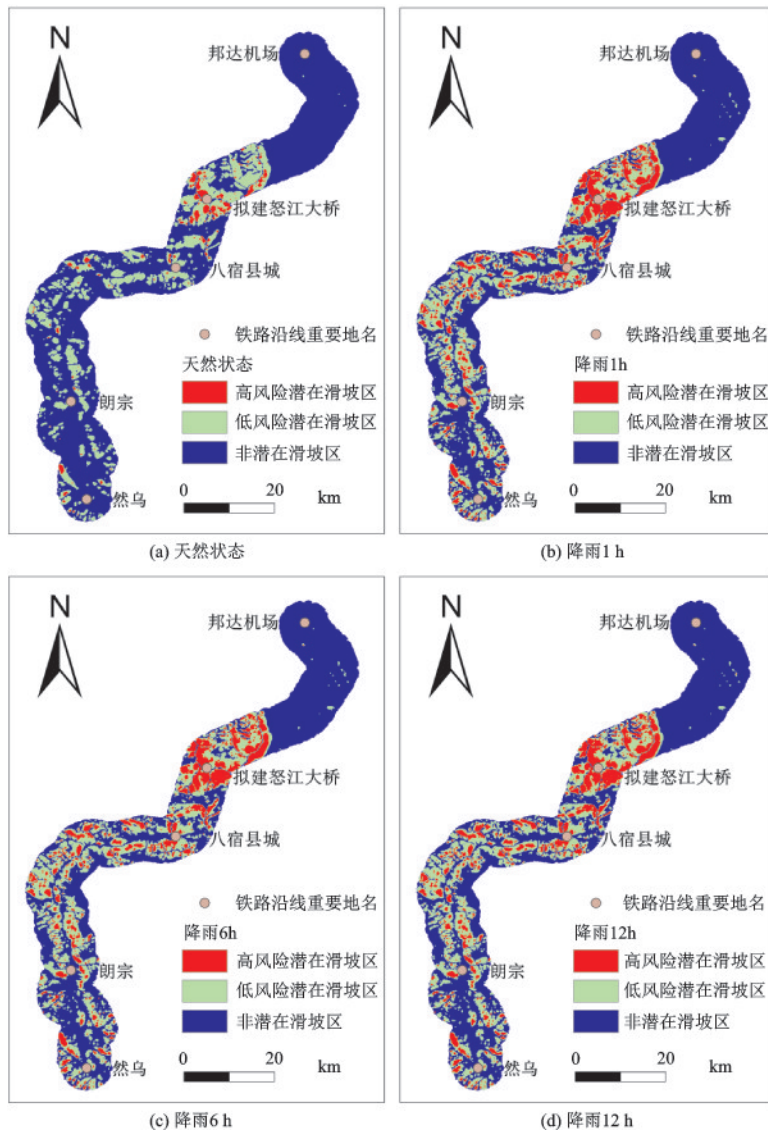 N
邦达机场
拟建怒江大桥
八宿县城
铁路沿线重要地名
天然状态
高风险潜在滑坡区
朗宗
低风险潜在滑坡区
非潜在滑坡区
0 20 km
然乌
(a) 天然状态
N
邦达机场
拟建怒江大桥
八宿县城
铁路沿线重要地名
降雨1h
高风险潜在滑坡区
朗宗
低风险潜在滑坡区
非潜在滑坡区
0 20 km
然乌
(b) 降雨1 h
N
邦达机场
拟建怒江大桥
八宿县城
铁路沿线重要地名
降雨6h
高风险潜在滑坡区
朗宗
低风险潜在滑坡区
非潜在滑坡区
0 20 km
然乌
(c) 降雨6 h
N
邦达机场
拟建怒江大桥
八宿县城
铁路沿线重要地名
降雨12h
高风险潜在滑坡区
朗宗
低风险潜在滑坡区
非潜在滑坡区
0 20 km
然乌
(d) 降雨12 h